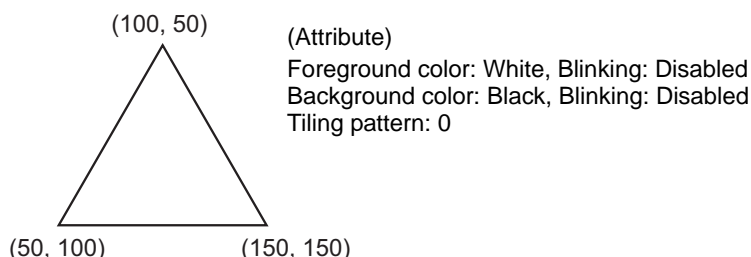 (100, 50)
(Attribute)
Foreground color: White, Blinking: Disabled
Background color: Black, Blinking: Disabled
Tiling pattern: 0
(50, 100)
(150, 150)